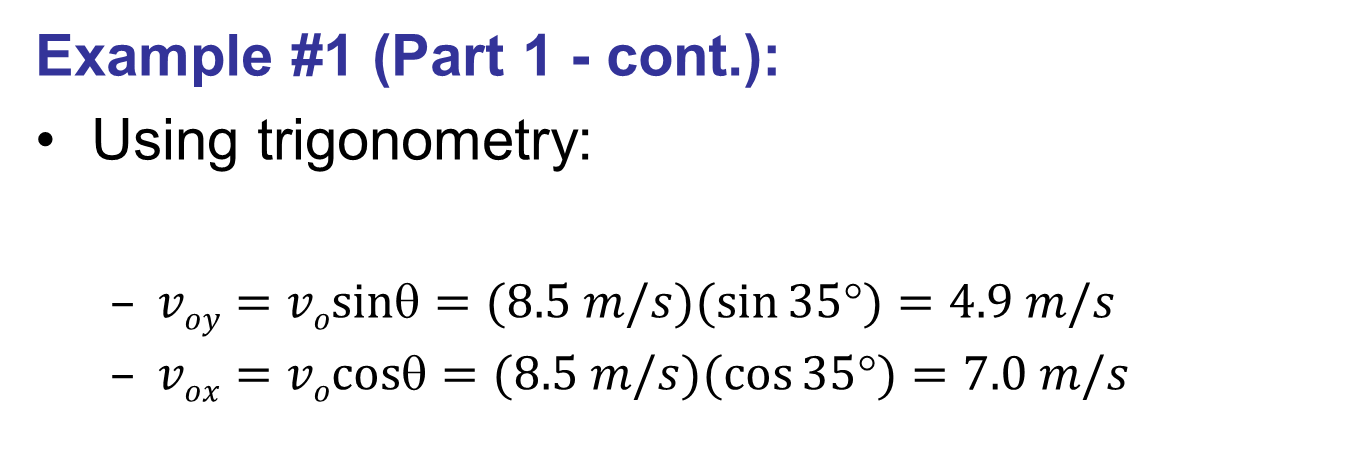 Example #1 (Part 1 - cont.):
• Using trigonometry:
– v_oy = v_o sinθ = (8.5 m/s)(sin 35°) = 4.9 m/s
– v_ox = v_o cosθ = (8.5 m/s)(cos 35°) = 7.0 m/s